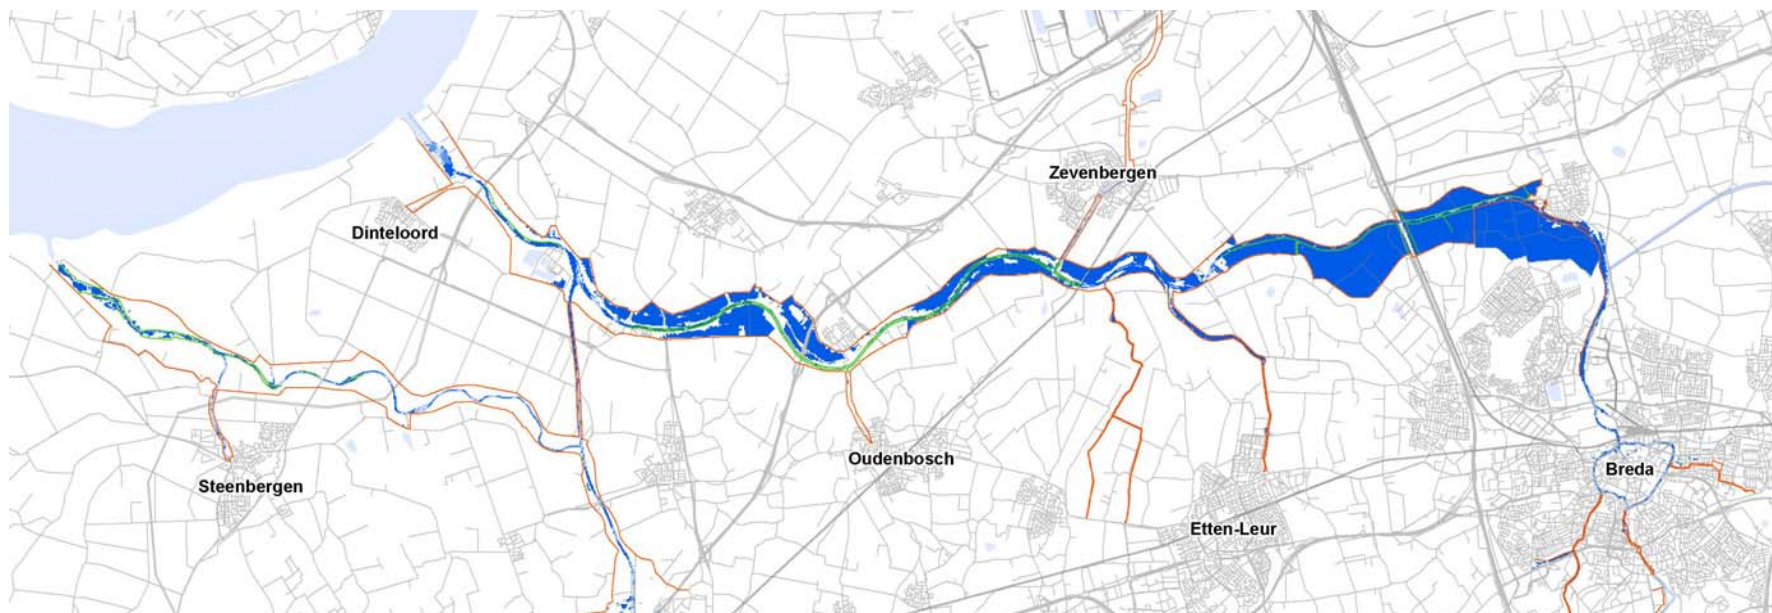 Zevenbergen
Dinteloord
Oudenbosch
Breda
Steenbergen
Etten-Leur